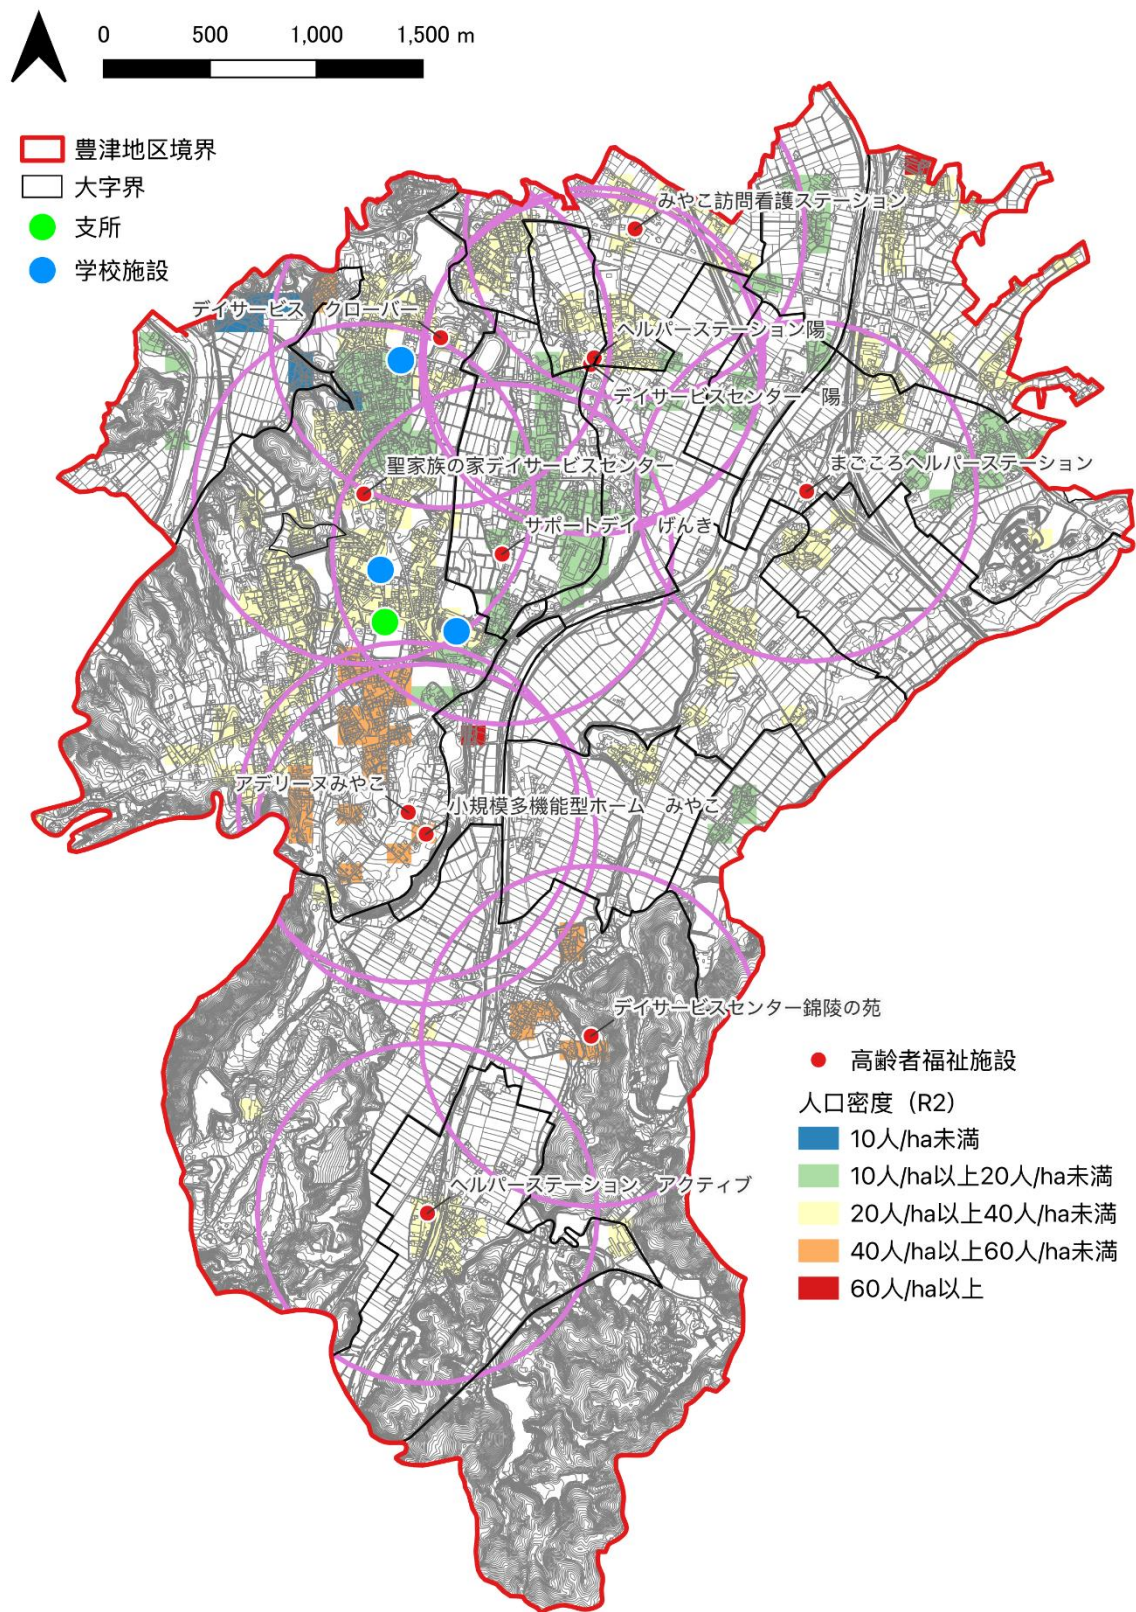 0 500 1,000 1,500 m
豊津地区境界
大字界
支所
学校施設
みやこ訪問看護ステーション
デイサービス　クローバー
ヘルパーステーション陽
デイサービスセンター　陽
聖家族の家デイサービスセンター
まごころヘルパーステーション
サポートデイ　げんき
アデリーヌみやこ
小規模多機能型ホーム　みやこ
デイサービスセンター錦陵の苑
ヘルパーステーション　アクティブ
高齢者福祉施設
人口密度（R2）
10人/ha未満
10人/ha以上20人/ha未満
20人/ha以上40人/ha未満
40人/ha以上60人/ha未満
60人/ha以上